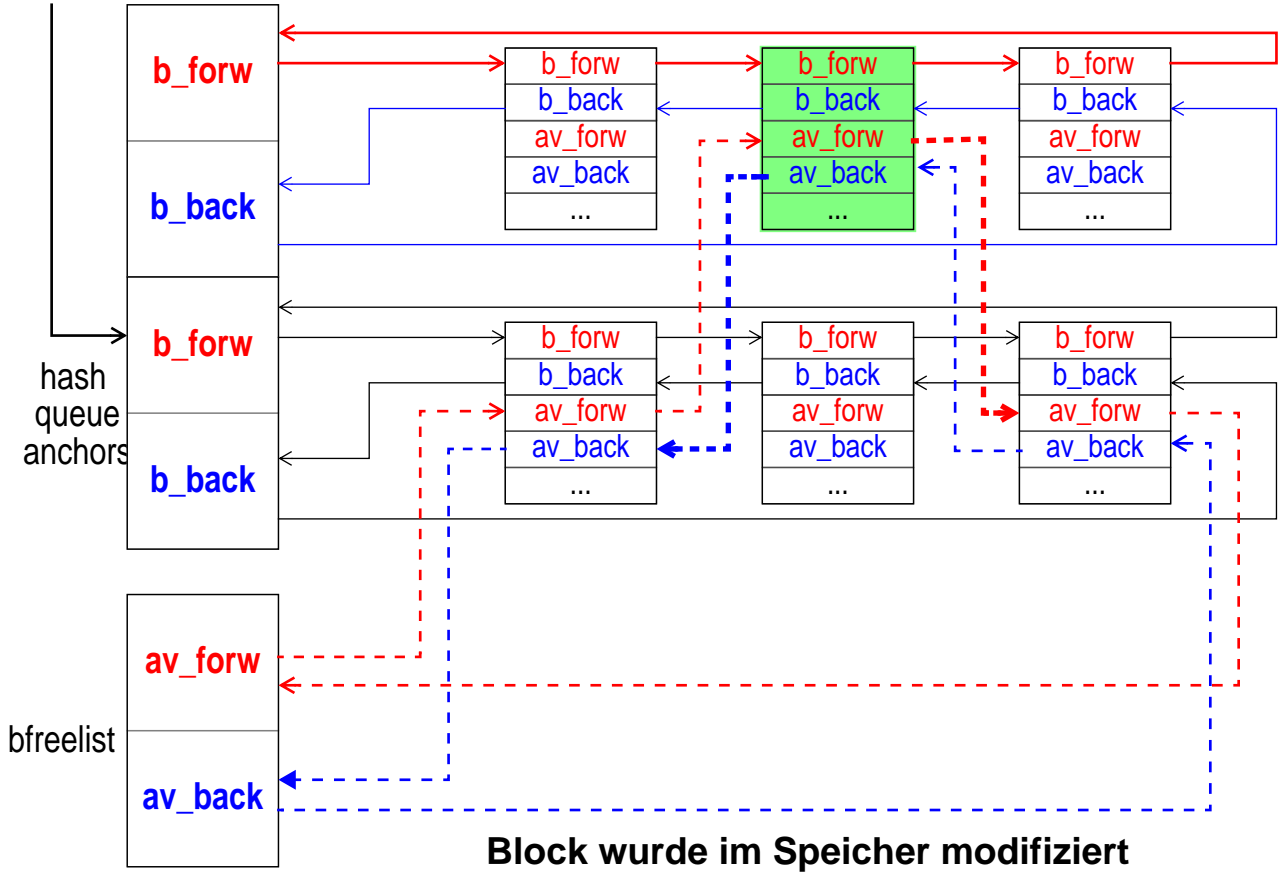 b_forw
b_back
b_forw
b_back
av_forw
av_back
...
b_forw
b_back
av_forw
av_back
...
b_forw
b_back
av_forw
av_back
...
hash
queue
anchors
b_forw
b_back
b_forw
b_back
av_forw
av_back
...
b_forw
b_back
av_forw
av_back
...
b_forw
b_back
av_forw
av_back
...
bfreelist
av_forw
av_back
Block wurde im Speicher modifiziert